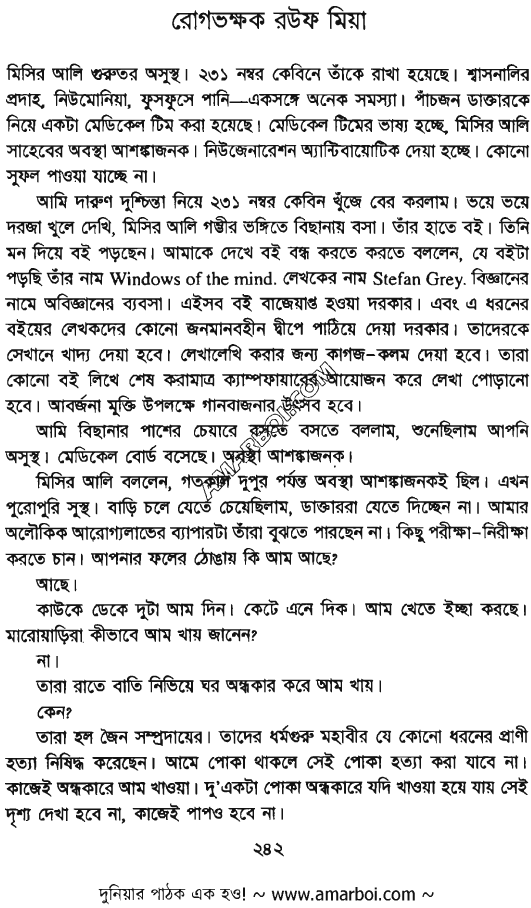 রোগভক্ষক রউফ মিয়া
মিসির আলি গুরুতর অসুস্থ। ২৩১ নম্বর কেবিনে তাঁকে রাখা হয়েছে। শ্বাসনালির
প্রদাহ, নিউমোনিয়া, ফুসফুসে পানি—একসঙ্গে অনেক সমস্যা। পাঁচজন ডাক্তারকে
নিয়ে একটা মেডিকেল টিম করা হয়েছে। মেডিকেল টিমের ভাষ্য হচ্ছে, মিসির আলি
সাহেবের অবস্থা আশঙ্কাজনক। নিউজেনারেশন অ্যান্টিবায়োটিক দেয়া হচ্ছে। কোনো
সুফল পাওয়া যাচ্ছে না।
আমি দারুণ দুশ্চিন্তা নিয়ে ২৩১ নম্বর কেবিন খুঁজে বের করলাম। ভয়ে ভয়ে
দরজা খুলে দেখি, মিসির আলি গম্ভীর ভঙ্গিতে বিছানায় বসা। তাঁর হাতে বই। তিনি
মন দিয়ে বই পড়ছেন। আমাকে দেখে বই বন্ধ করতে করতে বললেন, যে বইটা
পড়ছি তাঁর নাম Windows of the mind. লেখকের নাম Stefan Grey. বিজ্ঞানের
নামে অবিজ্ঞানের ব্যবসা। এইসব বই বাজেয়াপ্ত হওয়া দরকার। এবং এ ধরনের
বইয়ের লেখকদের কোনো জনমানবহীন দ্বীপে পাঠিয়ে দেয়া দরকার। তাদেরকে
সেখানে খাদ্য দেয়া হবে। লেখালেখি করার জন্য কাগজ-কলম দেয়া হবে। তারা
কোনো বই লিখে শেষ করামাত্র ক্যাম্পফায়ারের আয়োজন করে লেখা পোড়ানো
হবে। আবর্জনা মুক্তি উপলক্ষে গানবাজনার উৎসব হবে।
আমি বিছানার পাশের চেয়ারে বসতে বসতে বললাম, শুনেছিলাম আপনি
অসুস্থ। মেডিকেল বোর্ড বসেছে। অবস্থা আশঙ্কাজনক।
মিসির আলি বললেন, গতকাল দুপুর পর্যন্ত অবস্থা আশঙ্কাজনকই ছিল। এখন
পুরোপুরি সুস্থ। বাড়ি চলে যেতে চেয়েছিলাম, ডাক্তাররা যেতে দিচ্ছেন না। আমার
অলৌকিক আরোগ্যলাভের ব্যাপারটা তাঁরা বুঝতে পারছেন না। কিছু পরীক্ষা-নিরীক্ষা
করতে চান। আপনার ফলের ঠোঙায় কি আম আছে?
আছে।
কাউকে ডেকে দুটা আম দিন। কেটে এনে দিক। আম খেতে ইচ্ছা করছে।
মারোয়াড়িরা কীভাবে আম খায় জানেন?
না।
তারা রাতে বাতি নিভিয়ে ঘর অন্ধকার করে আম খায়।
কেন?
তারা হল জৈন সম্প্রদায়ের। তাদের ধর্মগুরু মহাবীর যে কোনো ধরনের প্রাণী
হত্যা নিষিদ্ধ করেছেন। আমে পোকা থাকলে সেই পোকা হত্যা করা যাবে না।
কাজেই অন্ধকারে আম খাওয়া। দু'একটা পোকা অন্ধকারে যদি খাওয়া হয়ে যায় সেই
দৃশ্য দেখা হবে না, কাজেই পাপও হবে না।
AMARBOI.COM
২৪২
দুনিয়ার পাঠক এক হও! ~ www.amarboi.com ~